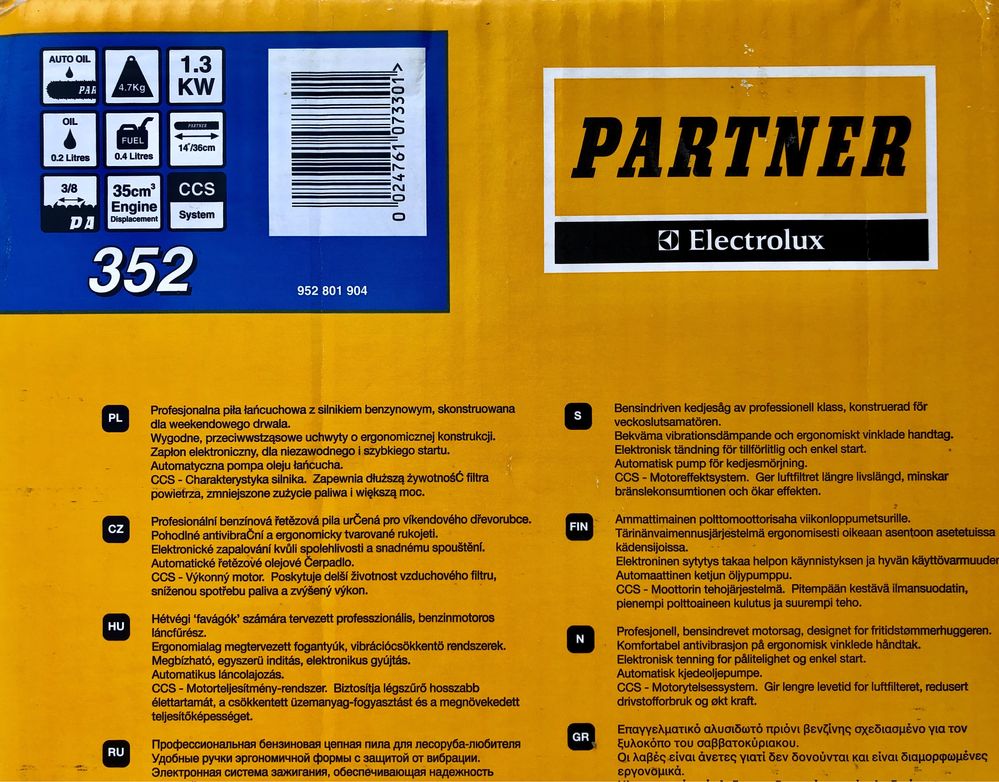 AUTO OIL
PAR
4.7Kg
1.3
KW
OIL
0.2 Litres
FUEL
0.4 Litres
PARTNER
14"/36cm
3/8
PA
35cm³
Engine
Displacement
CCS
System
352
0 024761 073301 >
952 801 904
PARTNER
Electrolux
PL
Profesjonalna piła łańcuchowa z silnikiem benzynowym, skonstruowana
dla weekendowego drwala.
Wygodne, przeciwwstząsowe uchwyty o ergonomicznej konstrukcji.
Zapłon elektroniczny, dla niezawodnego i szybkiego startu.
Automatyczna pompa oleju łańcucha.
CCS - Charakterystyka silnika. Zapewnia dłuższą żywotnośĆ filtra
powietrza, zmniejszone zużycie paliwa i większą moc.
CZ
Profesionální benzínová řetězová pila urČená pro víkendového dřevorubce.
Pohodlné antivibraČní a ergonomicky tvarované rukojeti.
Elektronické zapalování kvůli spolehlivosti a snadnému spouštění.
Automatické řetězové olejové Čerpadlo.
CCS - Výkonný motor. Poskytuje delší životnost vzduchového filtru,
sníženou spotřebu paliva a zvýšený výkon.
HU
Hétvégi 'favágók' számára tervezett professzionális, benzinmotoros
láncfűrész.
Ergonomialag megtervezett fogantyúk, vibrációcsökkentö rendszerek.
Megbízható, egyszerű inditás, elektronikus gyújtás.
Automatikus láncolajozás.
CCS - Motorteljesítmény-rendszer. Biztosítja légszűrő hosszabb
élettartamát, a csökkentett üzemanyag-fogyasztást és a megnövekedett
teljesítőképességet.
RU
Профессиональная бензиновая цепная пила для лесоруба-любителя
Удобные ручки эргономичной формы с защитой от вибрации.
Электронная система зажигания, обеспечивающая надежность
S
Bensindriven kedjesåg av professionell klass, konstruerad för
veckoslutsamatören.
Bekväma vibrationsdämpande och ergonomiskt vinklade handtag.
Elektronisk tändning för tillförlitlig och enkel start.
Automatisk pump för kedjesmörjning.
CCS - Motoreffektsystem. Ger luftfiltret längre livslängd, minskar
bränslekonsumtionen och ökar effekten.
FIN
Ammattimainen polttomoottorisaha viikonloppumetsurille.
Tärinänvaimennusjärjestelmä ergonomisesti oikeaan asentoon asetetuissa
kädensijoissa.
Elektroninen sytytys takaa helpon käynnistyksen ja hyvän käyttövarmuuden
Automaattinen ketjun öljypumppu.
CCS - Moottorin tehojärjestelmä. Pitempään kestävä ilmansuodatin,
pienempi polttoaineen kulutus ja suurempi teho.
N
Profesjonell, bensindrevet motorsag, designet for fritidstømmerhuggeren.
Komfortabel antivibrasjon på ergonomisk vinklede håndtak.
Elektronisk tenning for pålitelighet og enkel start.
Automatisk kjedeoljepumpe.
CCS - Motorytelsessystem. Gir lengre levetid for luftfilteret, redusert
drivstofforbruk og økt kraft.
GR
Επαγγελματικό αλυσιδωτό πριόνι βενζίνης σχεδιασμένο για τον
ξυλοκόπο του σαββατοκύριακου.
Οι λαβές είναι άνετες γιατί δεν δονούνται και είναι διαμορφωμένες
εργονομικά.